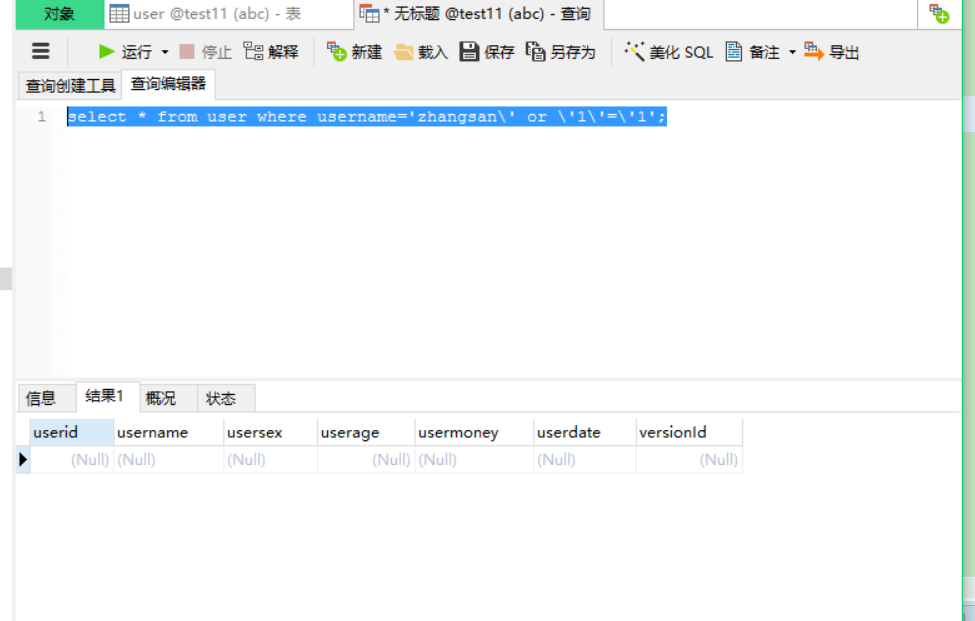 对象 user @test11 (abc) - 表 * 无标题 @test11 (abc) - 查询
运行 停止 解释 新建 载入 保存 另存为 美化 SQL 备注 导出
查询创建工具 查询编辑器
1 select * from user where username='zhangsan\' or \'1\'=\'1';
信息 结果1 概况 状态
userid username usersex userage usermoney userdate versionId
(Null) (Null) (Null) (Null) (Null) (Null) (Null)